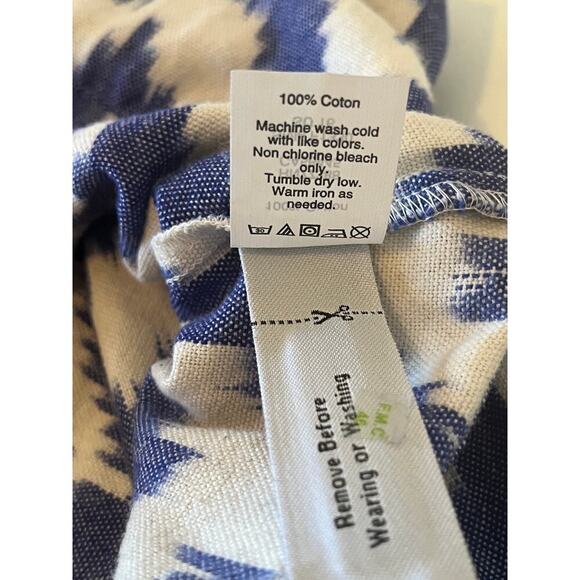 100% Coton
Machine wash cold
with like colors.
Non chlorine bleach
only.
Tumble dry low.
Warm iron as
needed.
30
Remove Before
Wearing or Washing
F.M.C.